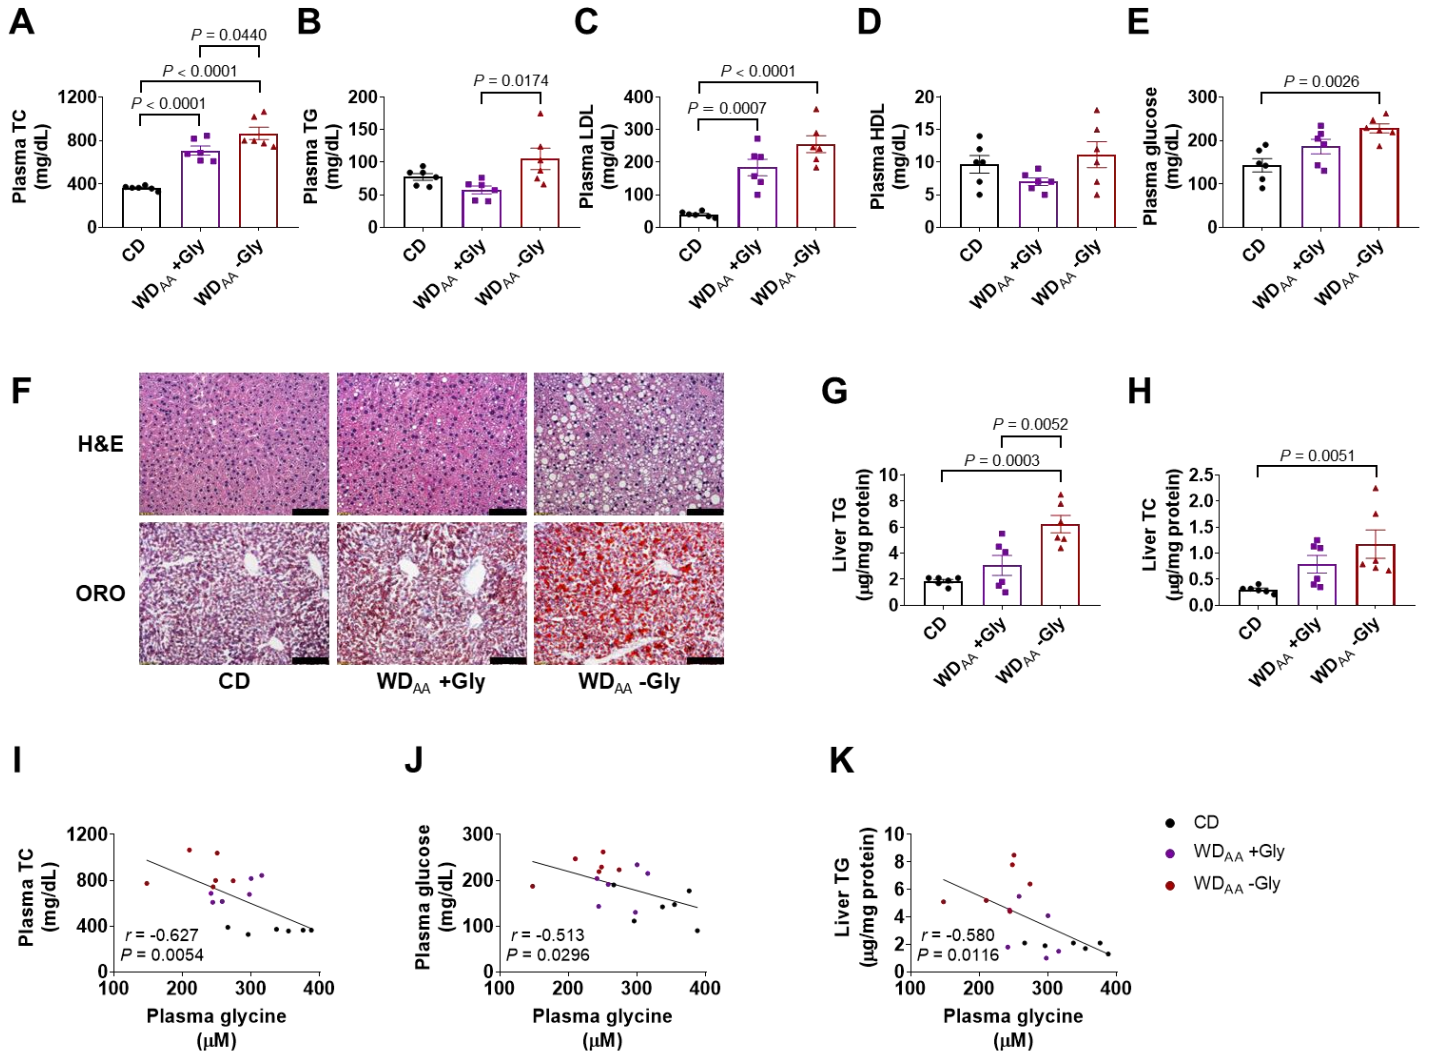 A
P = 0.0440
P < 0.0001
P < 0.0001
Plasma TC
(mg/dL)
1200
800
400
0
CD
WDAA +Gly
WDAA -Gly
B
P = 0.0174
Plasma TG
(mg/dL)
200
150
100
50
0
CD
WDAA +Gly
WDAA -Gly
C
P < 0.0001
P = 0.0007
Plasma LDL
(mg/dL)
400
300
200
100
0
CD
WDAA +Gly
WDAA -Gly
D
Plasma HDL
(mg/dL)
20
15
10
5
0
CD
WDAA +Gly
WDAA -Gly
E
P = 0.0026
Plasma glucose
(mg/dL)
300
200
100
0
CD
WDAA +Gly
WDAA -Gly
F
H&E
ORO
CD
WDAA +Gly
WDAA -Gly
G
P = 0.0052
P = 0.0003
Liver TG
(µg/mg protein)
10
8
6
4
2
0
CD
WDAA +Gly
WDAA -Gly
H
P = 0.0051
Liver TC
(µg/mg protein)
2.5
2.0
1.5
1.0
0.5
0.0
CD
WDAA +Gly
WDAA -Gly
I
Plasma TC
(mg/dL)
1200
800
400
0
r = -0.627
P = 0.0054
100
200
300
400
Plasma glycine
(µM)
J
Plasma glucose
(mg/dL)
300
200
100
0
r = -0.513
P = 0.0296
100
200
300
400
Plasma glycine
(µM)
K
Liver TG
(µg/mg protein)
10
8
6
4
2
0
r = -0.580
P = 0.0116
100
200
300
400
Plasma glycine
(µM)
CD
WDAA +Gly
WDAA -Gly